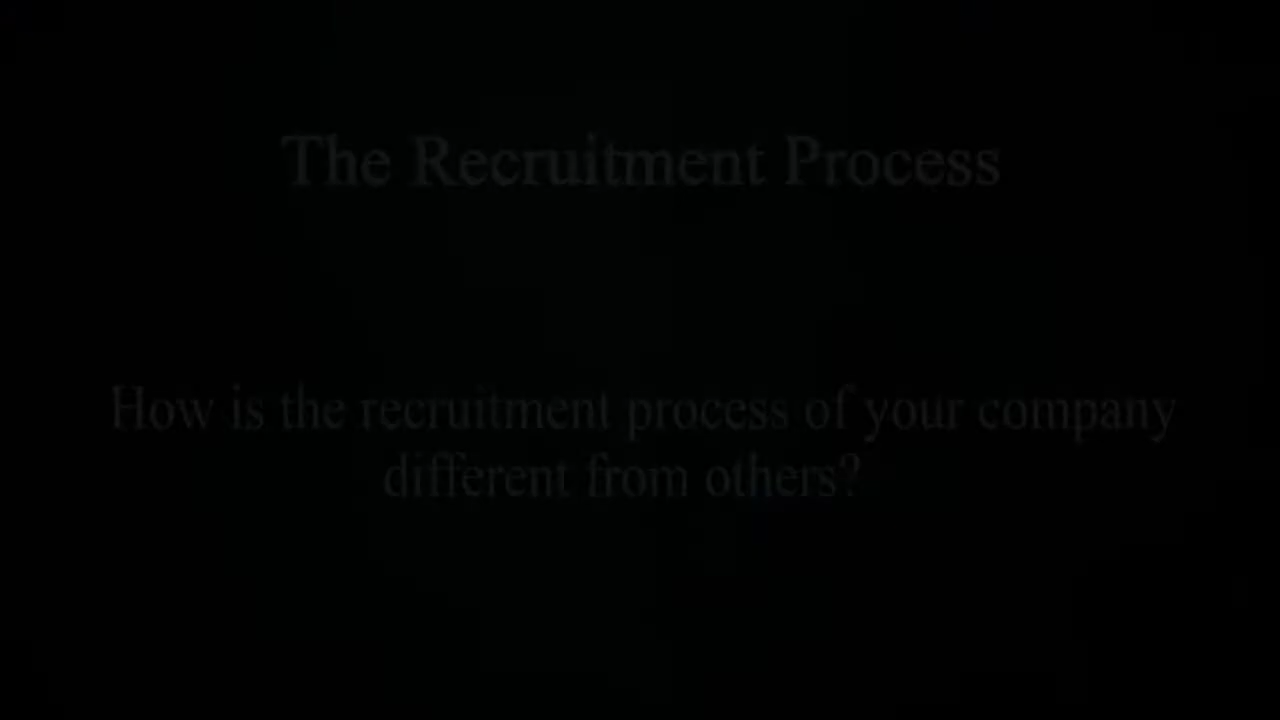 The Recruitment Process
How is the recruitment process of your company
different from others?